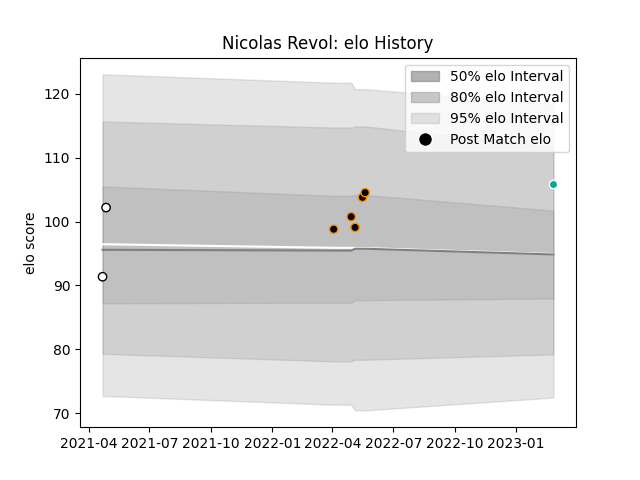 Nicolas Revol: elo History
120
110
100
90
80
70
elo score
50% elo Interval
80% elo Interval
95% elo Interval
Post Match elo
2021-04 2021-07 2021-10 2022-01 2022-04 2022-07 2022-10 2023-01